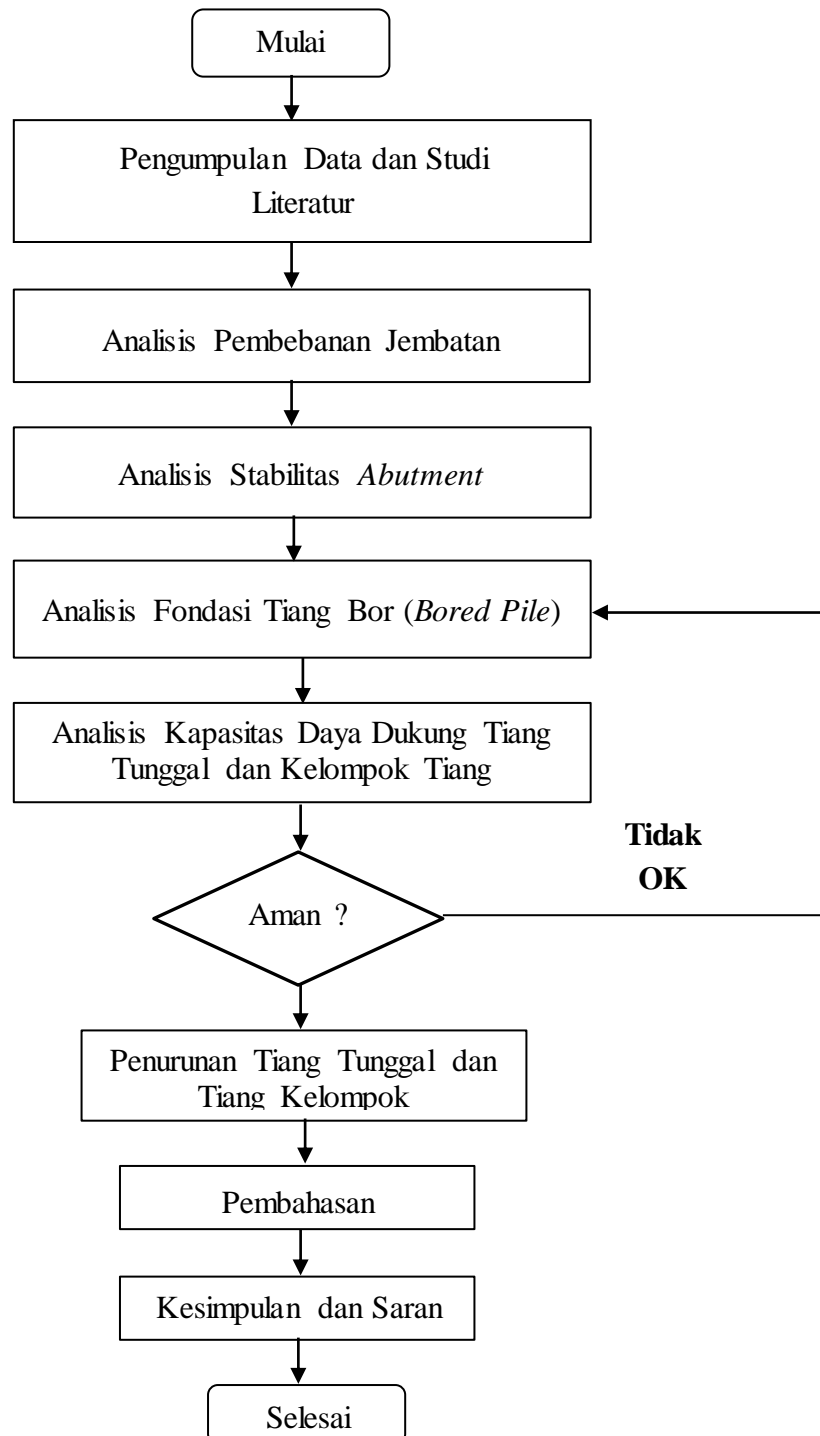 Mulai
Pengumpulan Data dan Studi
Literatur
Analisis Pembebanan Jembatan
Analisis Stabilitas Abutment
Analisis Fondasi Tiang Bor (Bored Pile)
Analisis Kapasitas Daya Dukung Tiang
Tunggal dan Kelompok Tiang
Tidak
OK
Aman ?
Penurunan Tiang Tunggal dan
Tiang Kelompok
Pembahasan
Kesimpulan dan Saran
Selesai